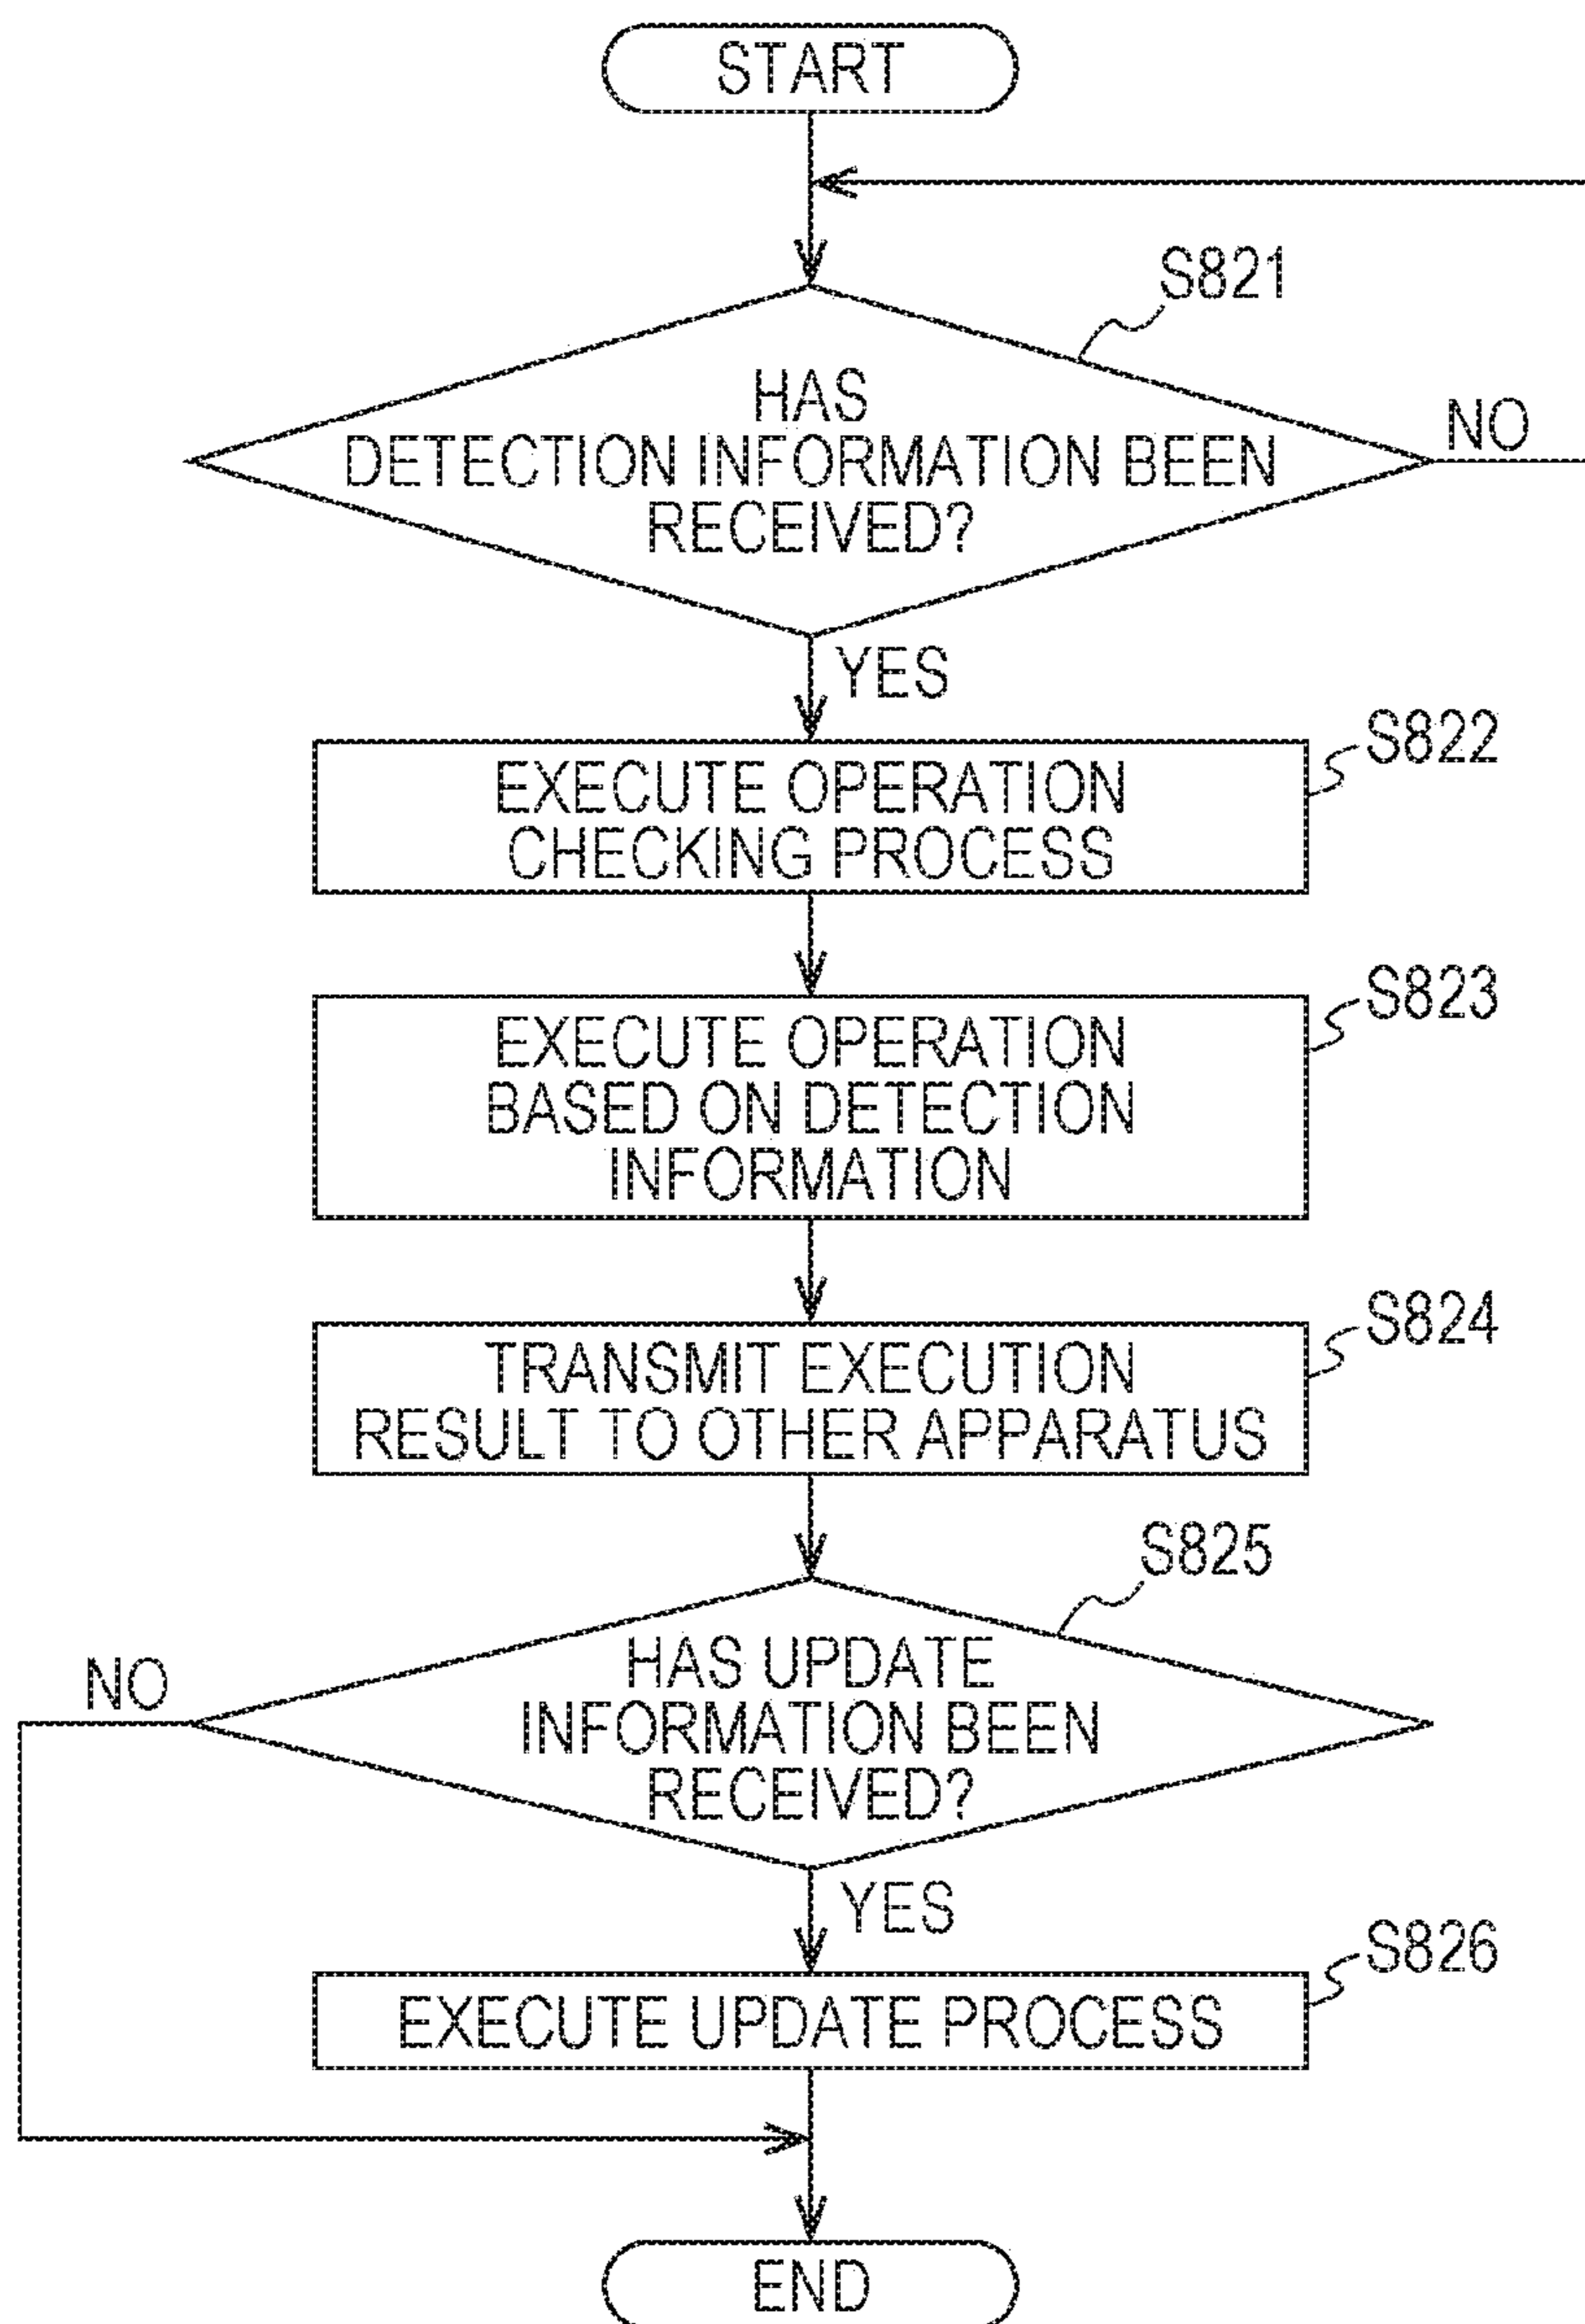 START
S821
HAS
DETECTION INFORMATION BEEN
RECEIVED?
NO
YES
S822
EXECUTE OPERATION
CHECKING PROCESS
S823
EXECUTE OPERATION
BASED ON DETECTION
INFORMATION
S824
TRANSMIT EXECUTION
RESULT TO OTHER APPARATUS
S825
HAS UPDATE
INFORMATION BEEN
RECEIVED?
NO
YES
S826
EXECUTE UPDATE PROCESS
END